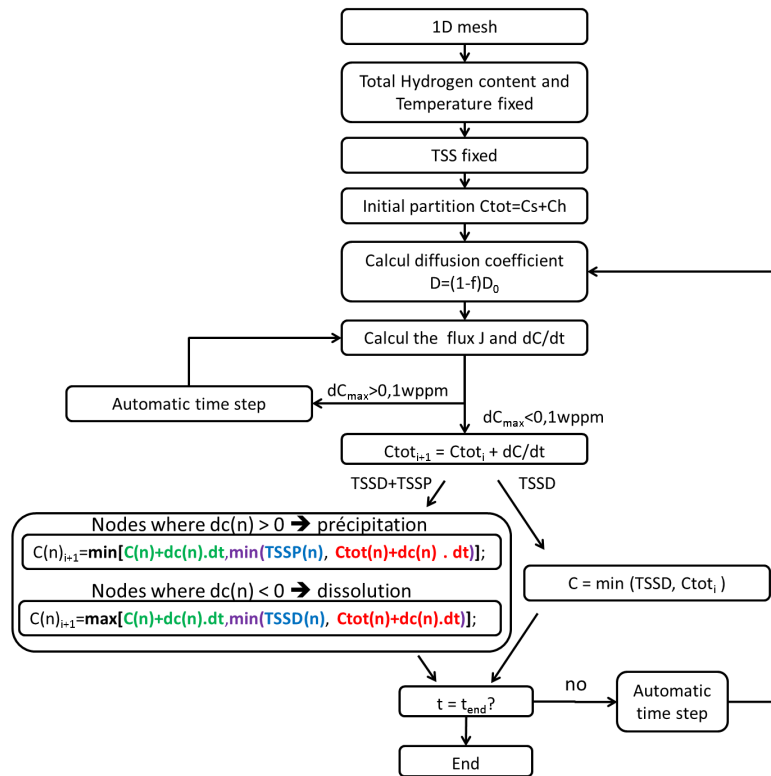 1D mesh
Total Hydrogen content and
Temperature fixed
TSS fixed
Initial partition Ctot=Cs+Ch
Calcul diffusion coefficient
D=(1-f)D₀
Calcul the flux J and dC/dt
dCmax>0,1wppm
Automatic time step
dCmax<0,1wppm
Ctotᵢ₊₁ = Ctotᵢ + dC/dt
TSSD+TSSP
TSSD
Nodes where dc(n) > 0 ➔ précipitation
C(n)ᵢ₊₁=min[C(n)+dc(n).dt,min(TSSP(n), Ctot(n)+dc(n) . dt)];
Nodes where dc(n) < 0 ➔ dissolution
C(n)ᵢ₊₁=max[C(n)+dc(n).dt,min(TSSD(n), Ctot(n)+dc(n).dt)];
C = min (TSSD, Ctotᵢ )
t = tend?
no
Automatic
time step
End